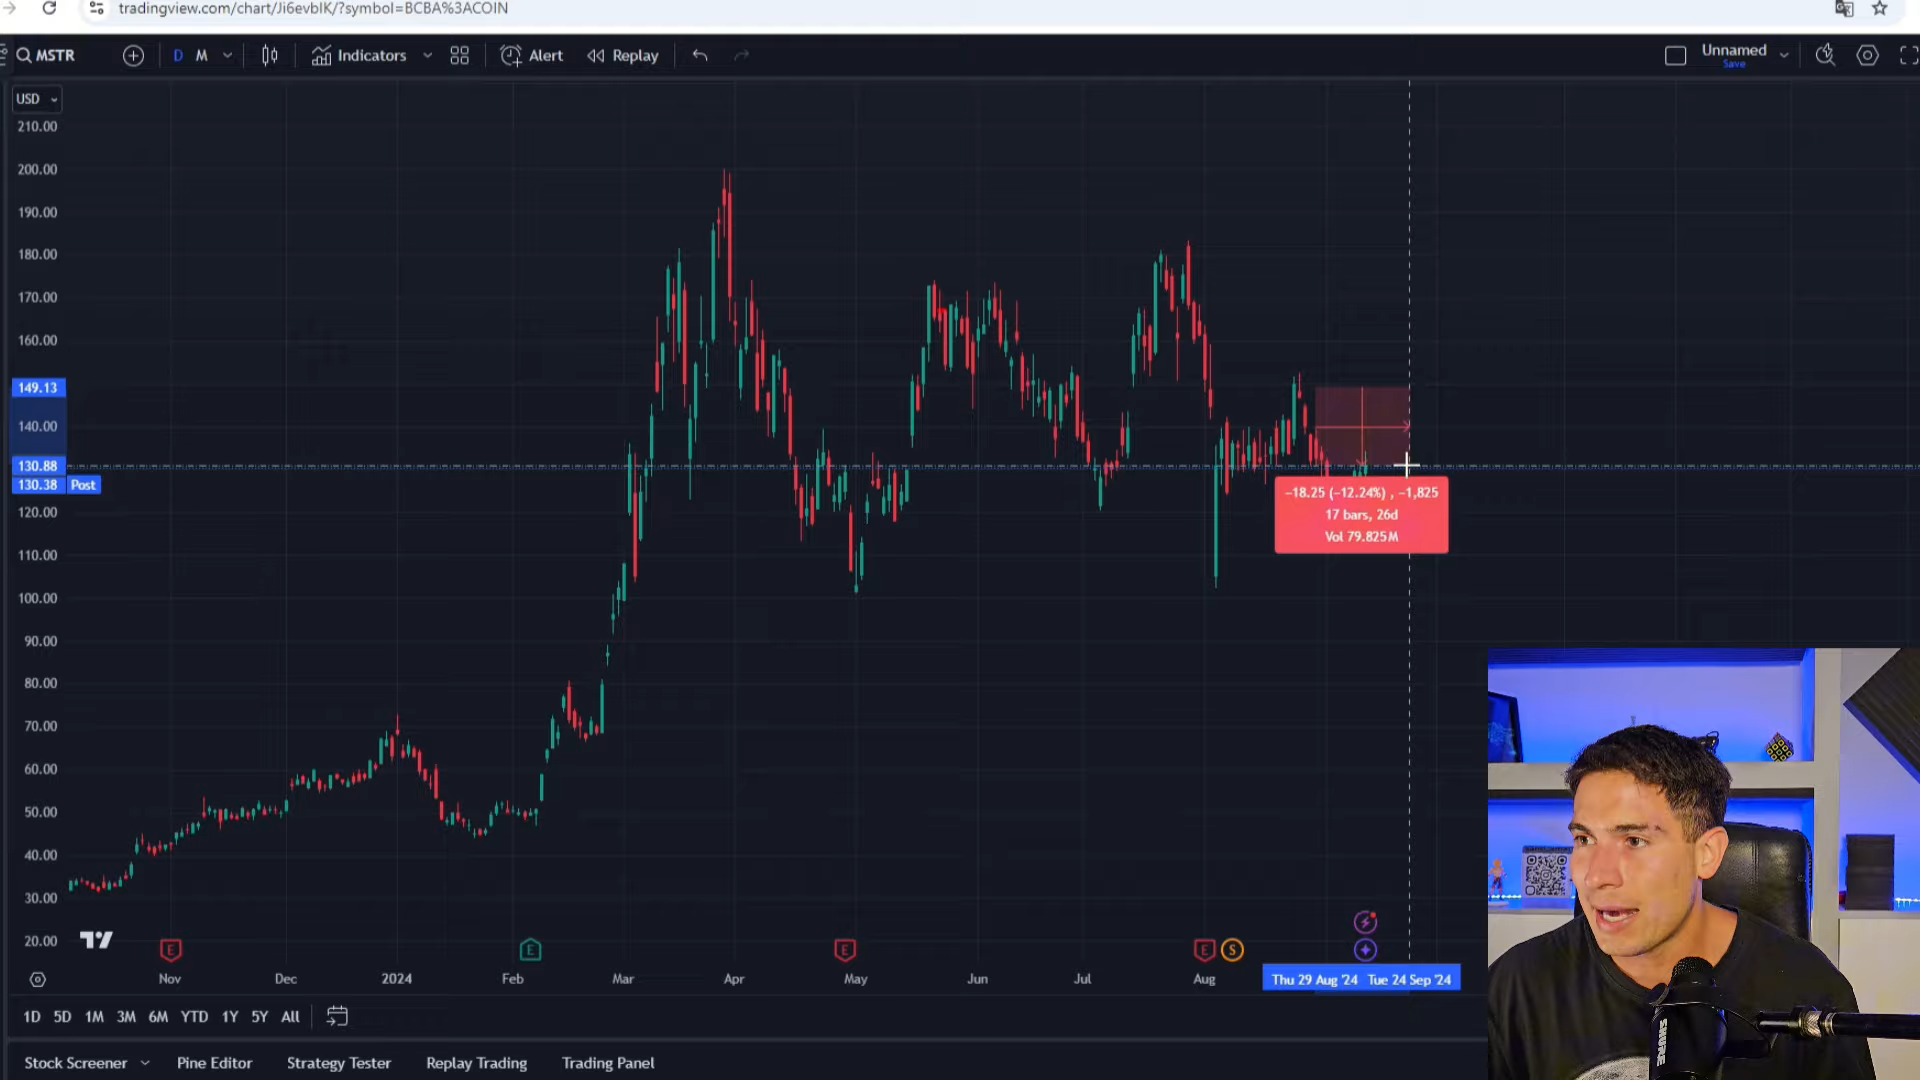 tradingview.com/chart/Ji6evblK/?symbol=BCBA%3ACOIN
MSTR
D M
Indicators
Alert
Replay
Unnamed
Save
USD
210.00
200.00
190.00
180.00
170.00
160.00
149.13
140.00
130.88
130.38 Post
120.00
110.00
100.00
90.00
80.00
70.00
60.00
50.00
40.00
30.00
20.00
−18.25 (−12.24%) , −1,825
17 bars, 26d
Vol 79.825M
E
E
E
E
S
Nov Dec 2024 Feb Mar Apr May Jun Jul Aug Thu 29 Aug '24 Tue 24 Sep '24
1D 5D 1M 3M 6M YTD 1Y 5Y All
Stock Screener Pine Editor Strategy Tester Replay Trading Trading Panel
SHURE